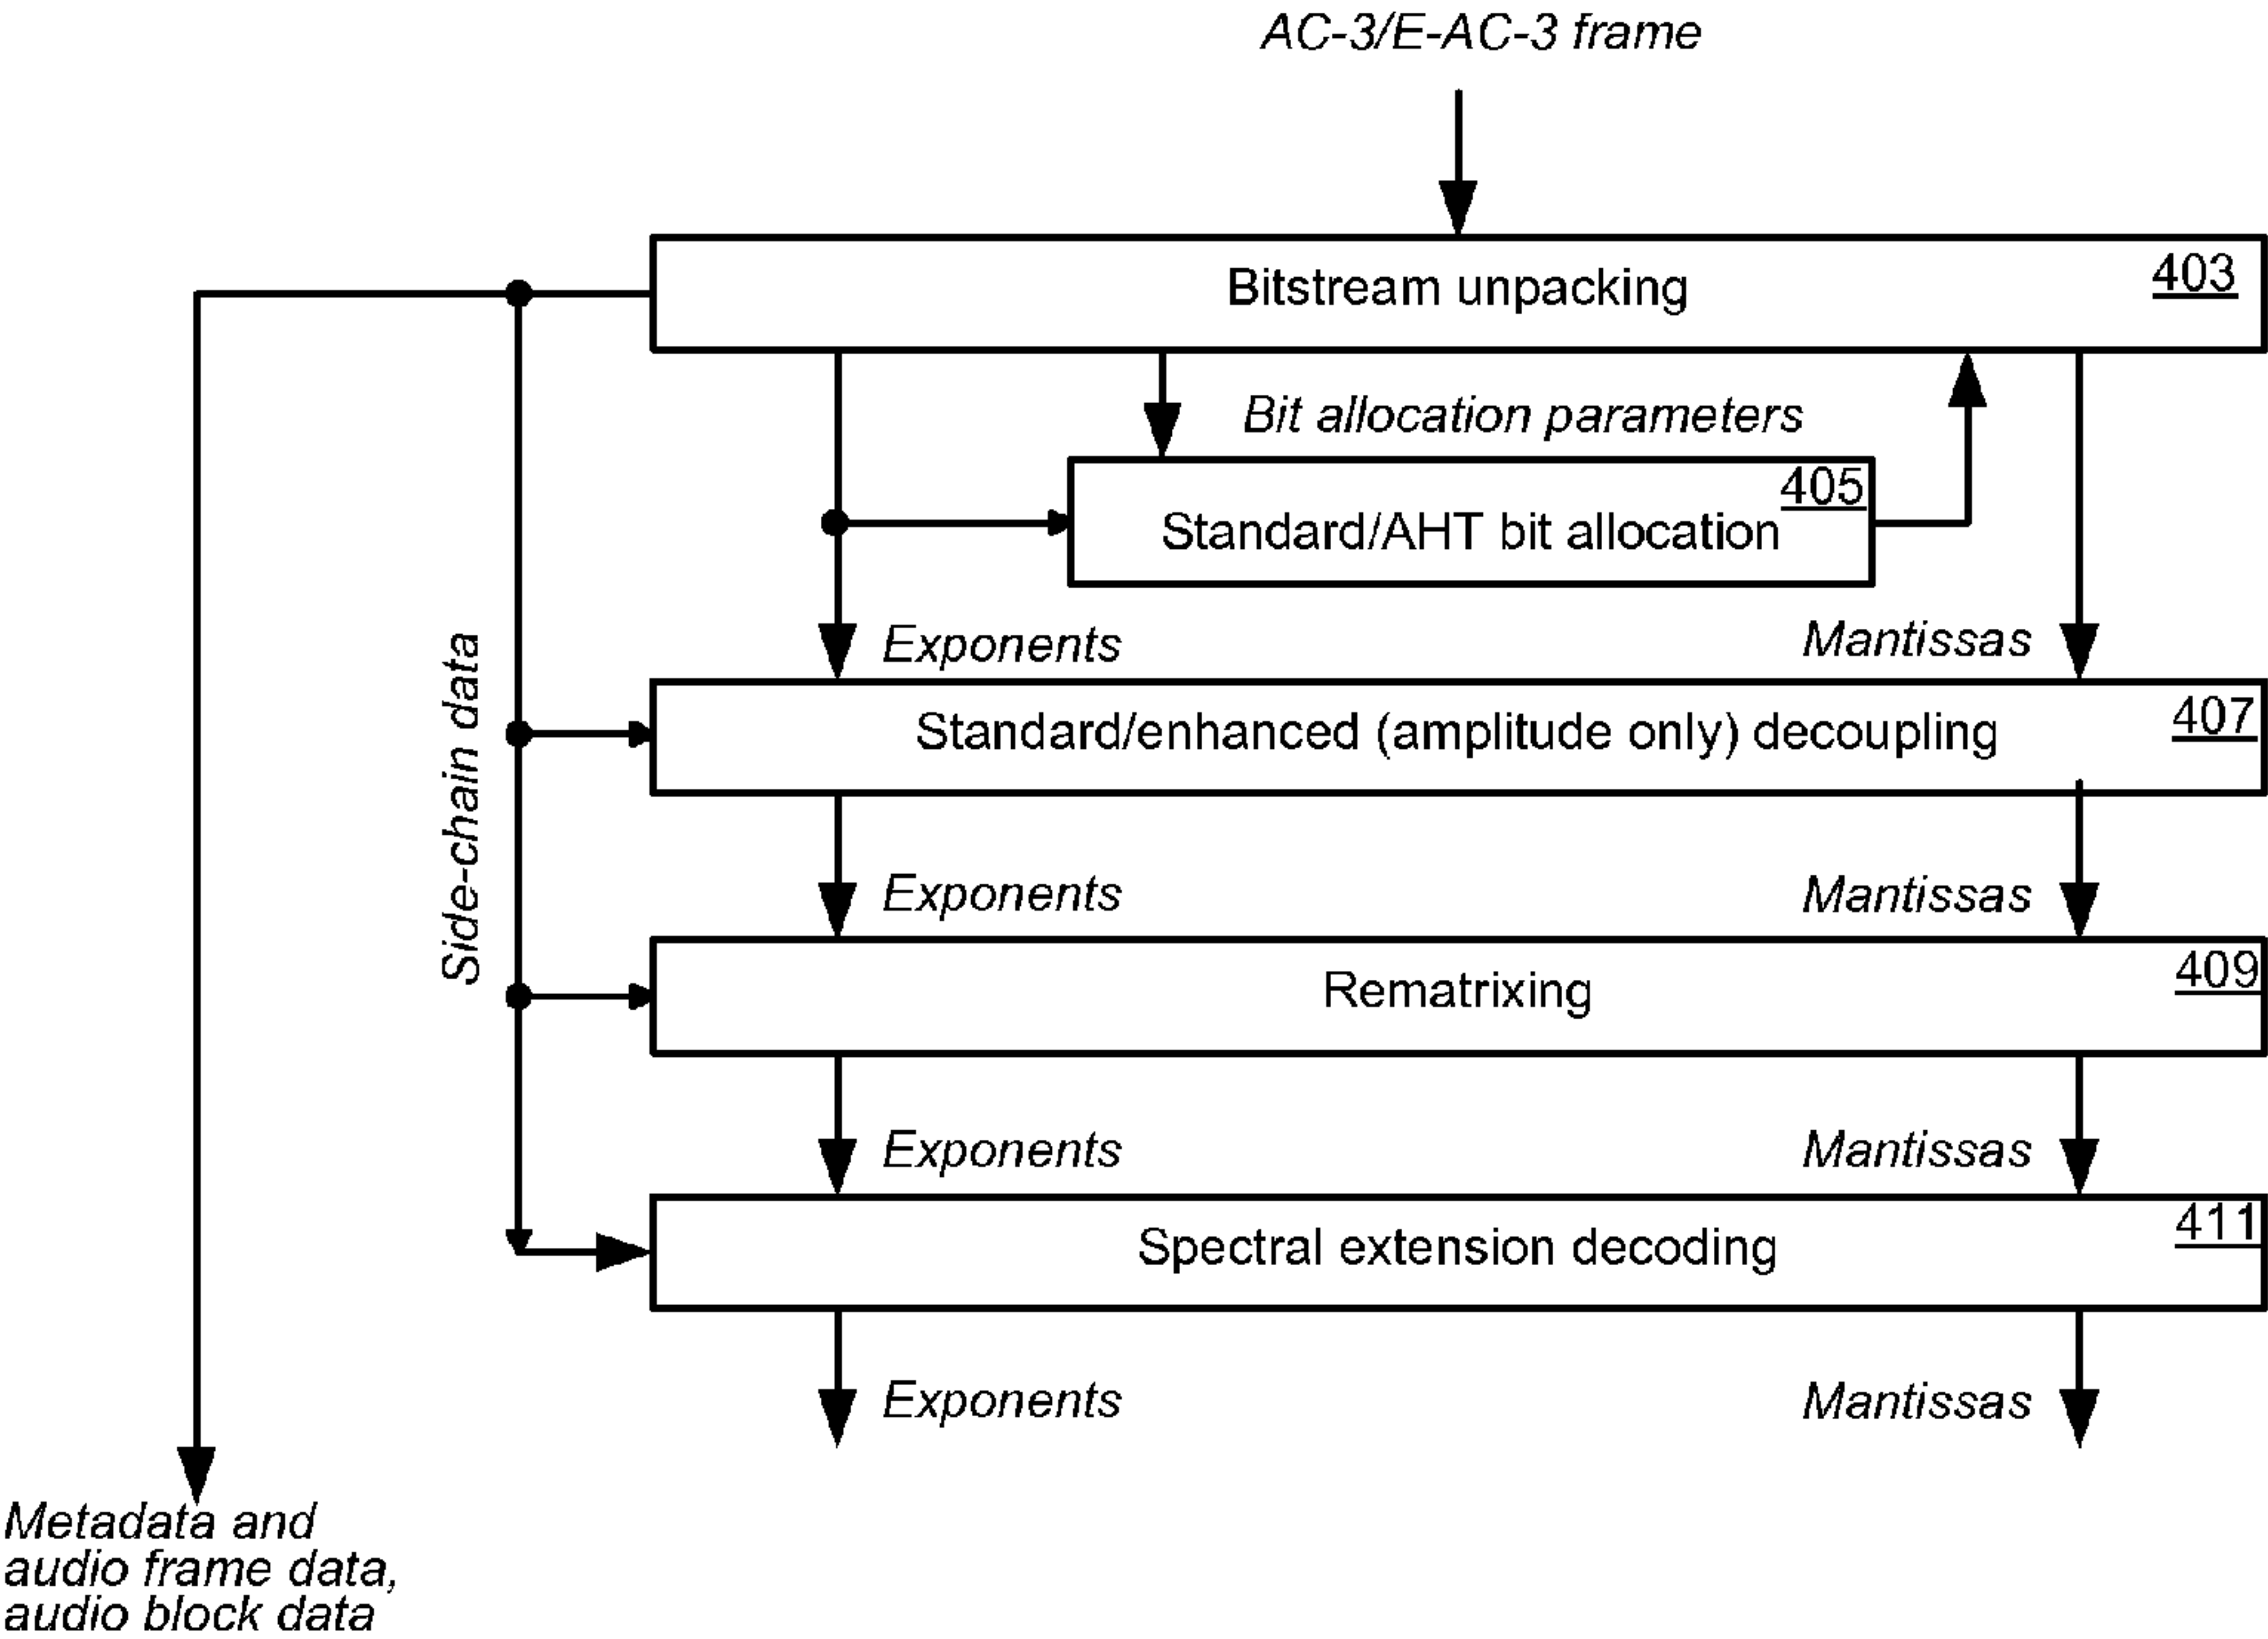 AC-3/E-AC-3 frame
Bitstream unpacking
403
Bit allocation parameters
405
Standard/AHT bit allocation
Exponents
Mantissas
Side-chain data
Standard/enhanced (amplitude only) decoupling
407
Exponents
Mantissas
Rematrixing
409
Exponents
Mantissas
Spectral extension decoding
411
Exponents
Mantissas
Metadata and
audio frame data,
audio block data